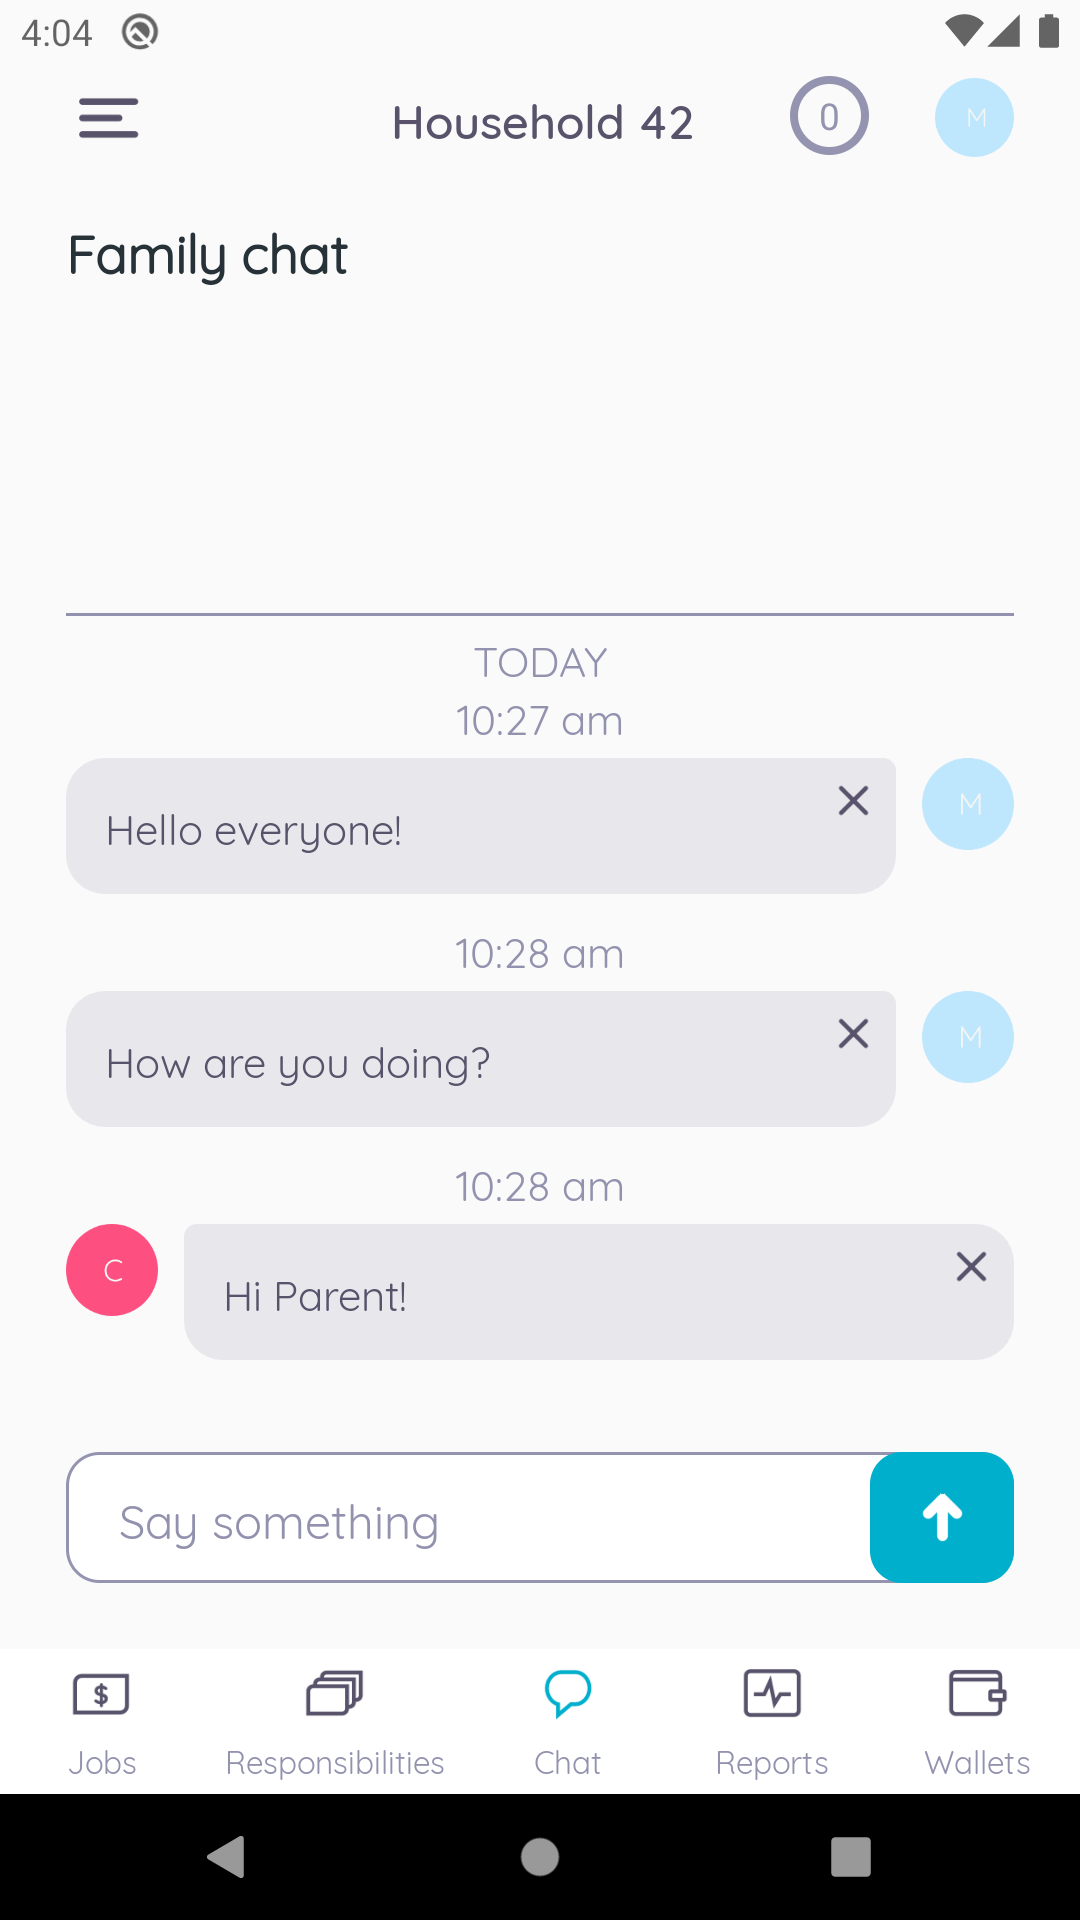 4:04
Household 42
0
M
Family chat
TODAY
10:27 am
Hello everyone!
M
10:28 am
How are you doing?
M
10:28 am
C
Hi Parent!
Say something
$
Jobs
Responsibilities
Chat
Reports
Wallets